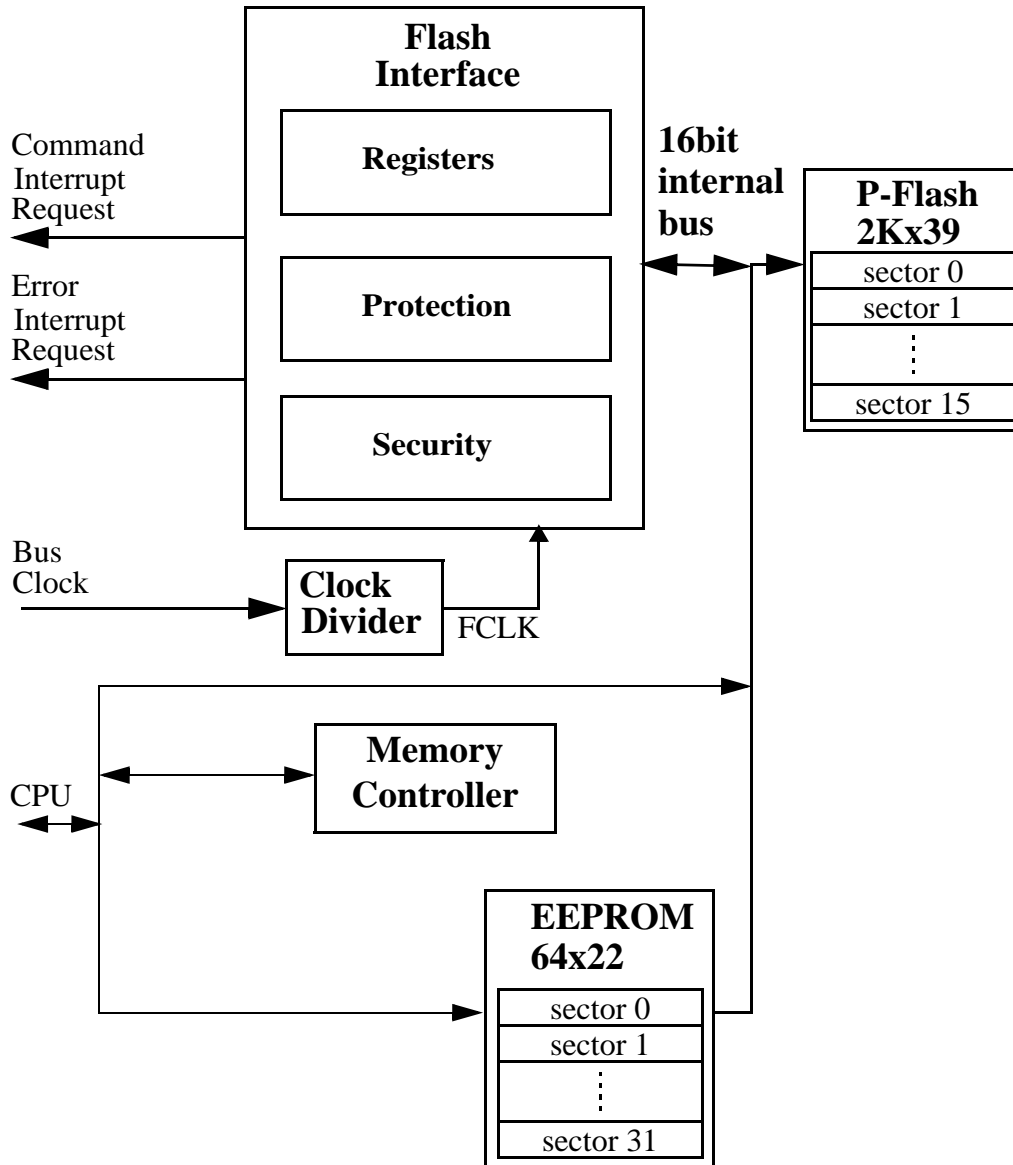 Flash
Interface
Registers
Protection
Security
Command
Interrupt
Request
Error
Interrupt
Request
16bit
internal
bus
P-Flash
2Kx39
sector 0
sector 1
sector 15
Bus
Clock
Clock
Divider
FCLK
Memory
Controller
CPU
EEPROM
64x22
sector 0
sector 1
sector 31